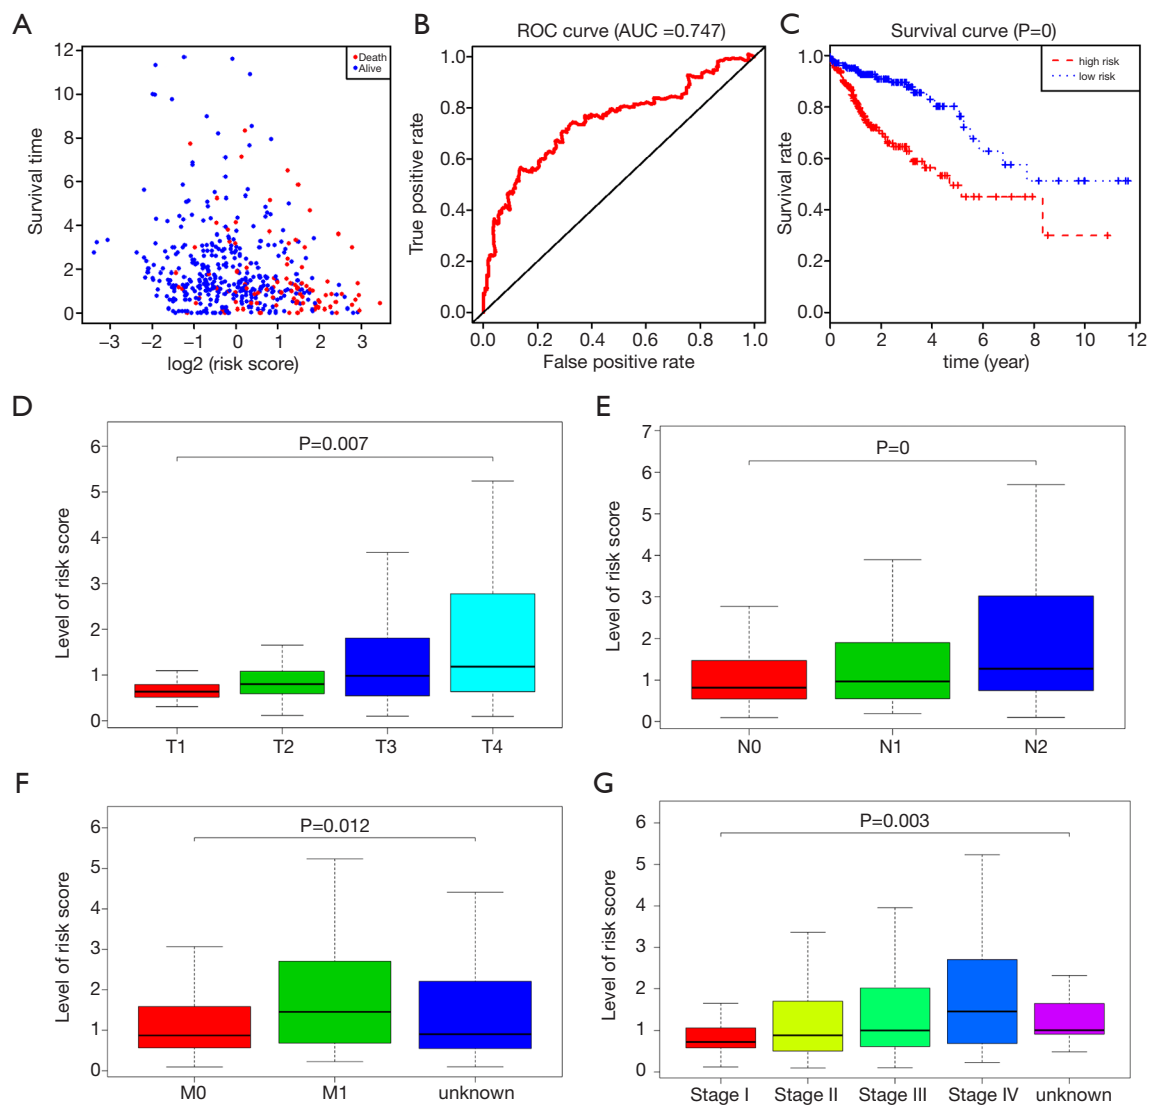 A
Death
Alive
12
10
8
6
4
2
0
Survival time
−3 −2 −1 0 1 2 3
log2 (risk score)
B
ROC curve (AUC =0.747)
1.0
0.8
0.6
0.4
0.2
0.0
True positive rate
0.0 0.2 0.4 0.6 0.8 1.0
False positive rate
C
Survival curve (P=0)
high risk
low risk
1.0
0.8
0.6
0.4
0.2
0.0
Survival rate
0 2 4 6 8 10 12
time (year)
D
P=0.007
6
5
4
3
2
1
0
Level of risk score
T1 T2 T3 T4
E
P=0
7
6
5
4
3
2
1
0
Level of risk score
N0 N1 N2
F
P=0.012
6
5
4
3
2
1
0
Level of risk score
M0 M1 unknown
G
P=0.003
6
5
4
3
2
1
0
Level of risk score
Stage I Stage II Stage III Stage IV unknown